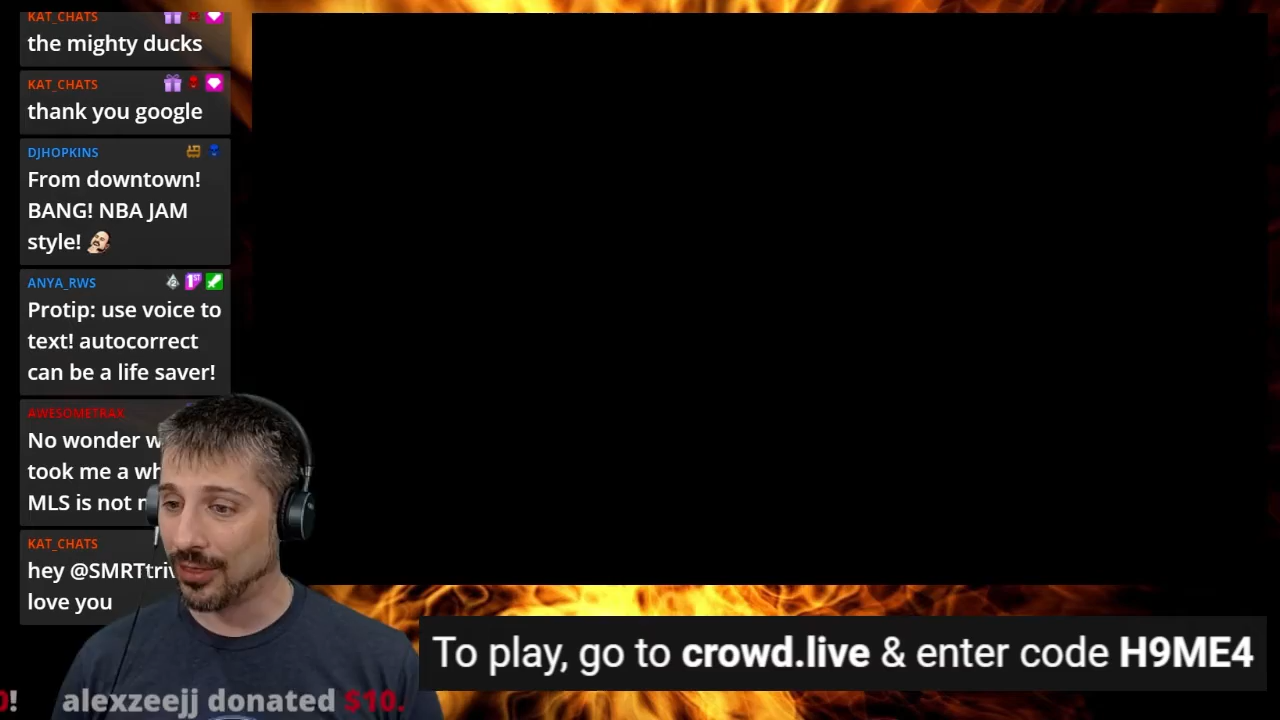 KAT_CHATS
the mighty ducks
KAT_CHATS
thank you google
DJHOPKINS
From downtown!
BANG! NBA JAM
style!
ANYA_RWS
1ST
Protip: use voice to
text! autocorrect
can be a life saver!
AWESOMETRAK
No wonder
took me a
MLS is not
KAT_CHATS
hey
love you
To play, go to crowd.live & enter code H9ME4
! alexzeejj donated $10.